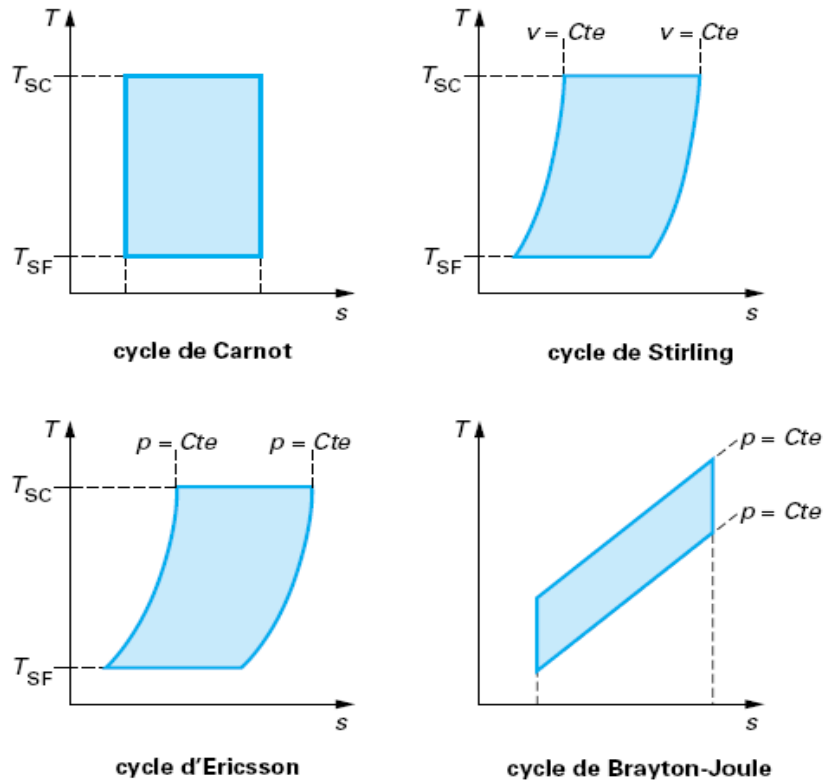 T
v = Cte
v = Cte
T_SC
T_SF
s
cycle de Carnot
T
T_SC
T_SF
s
cycle de Stirling
T
p = Cte
p = Cte
T_SC
T_SF
s
cycle d'Ericsson
T
p = Cte
p = Cte
s
cycle de Brayton-Joule